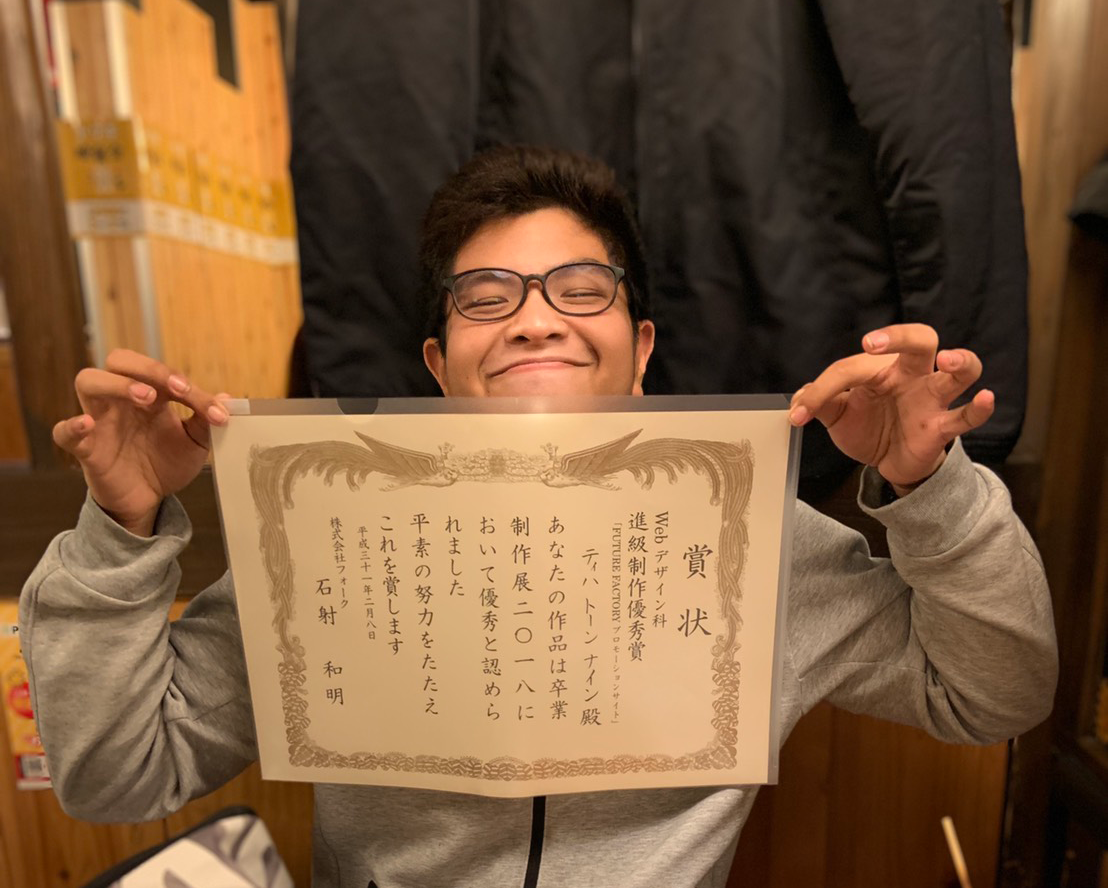 賞状
Web デザイン科
進級制作優秀賞
「FUTURE FACTORY プロモーションサイト」
ティハ トーン ナイン 殿
あなたの作品は卒業
制作展二〇一八に
おいて優秀と認めら
れました
平素の努力をたたえ
これを賞します
平成三十一年二月八日
株式会社フォーク
石射 和明